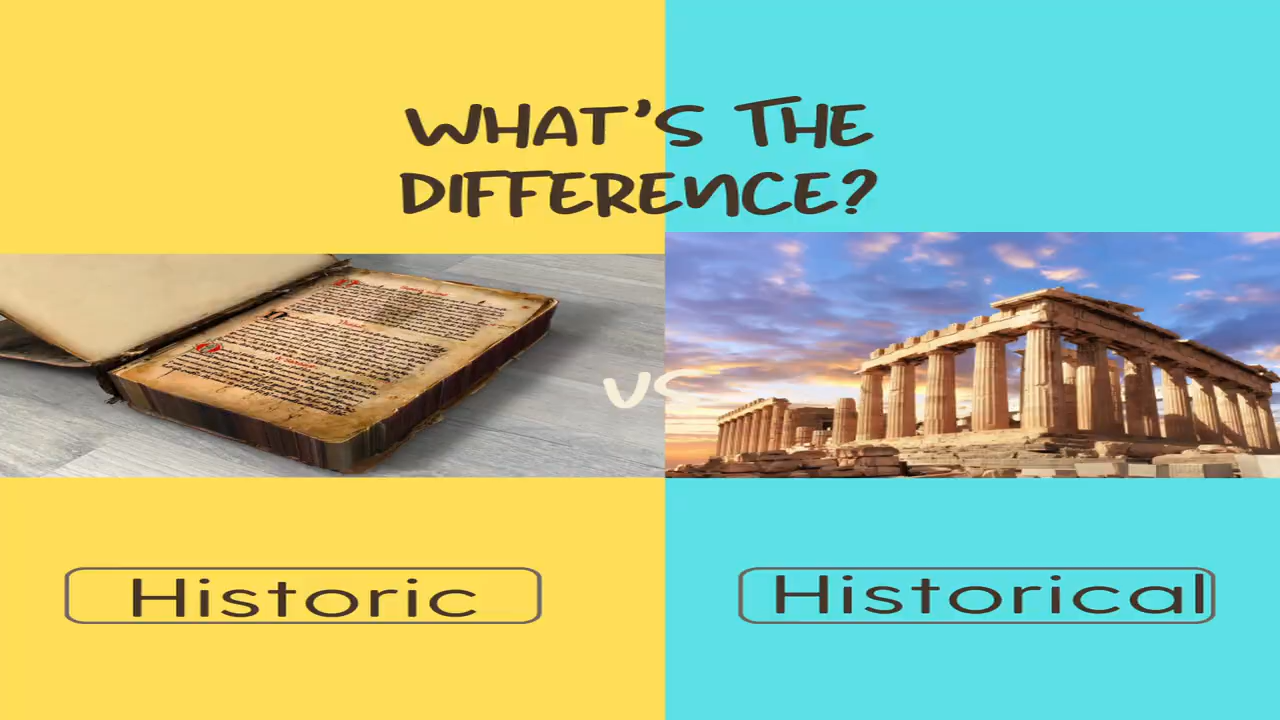 WHAT'S THE
DIFFERENCE?
VS
Historic
Historical